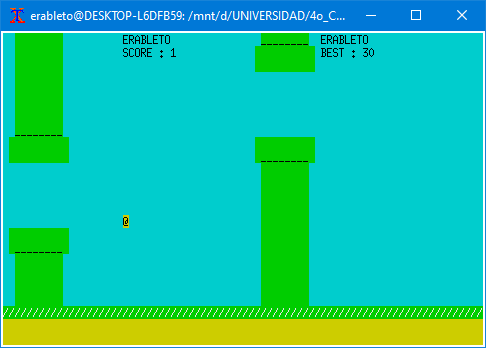 erableto@DESKTOP-L6DFB59: /mnt/d/UNIVERSIDAD/4o_C...
ERABLETO
SCORE : 1
ERABLETO
BEST : 30
@